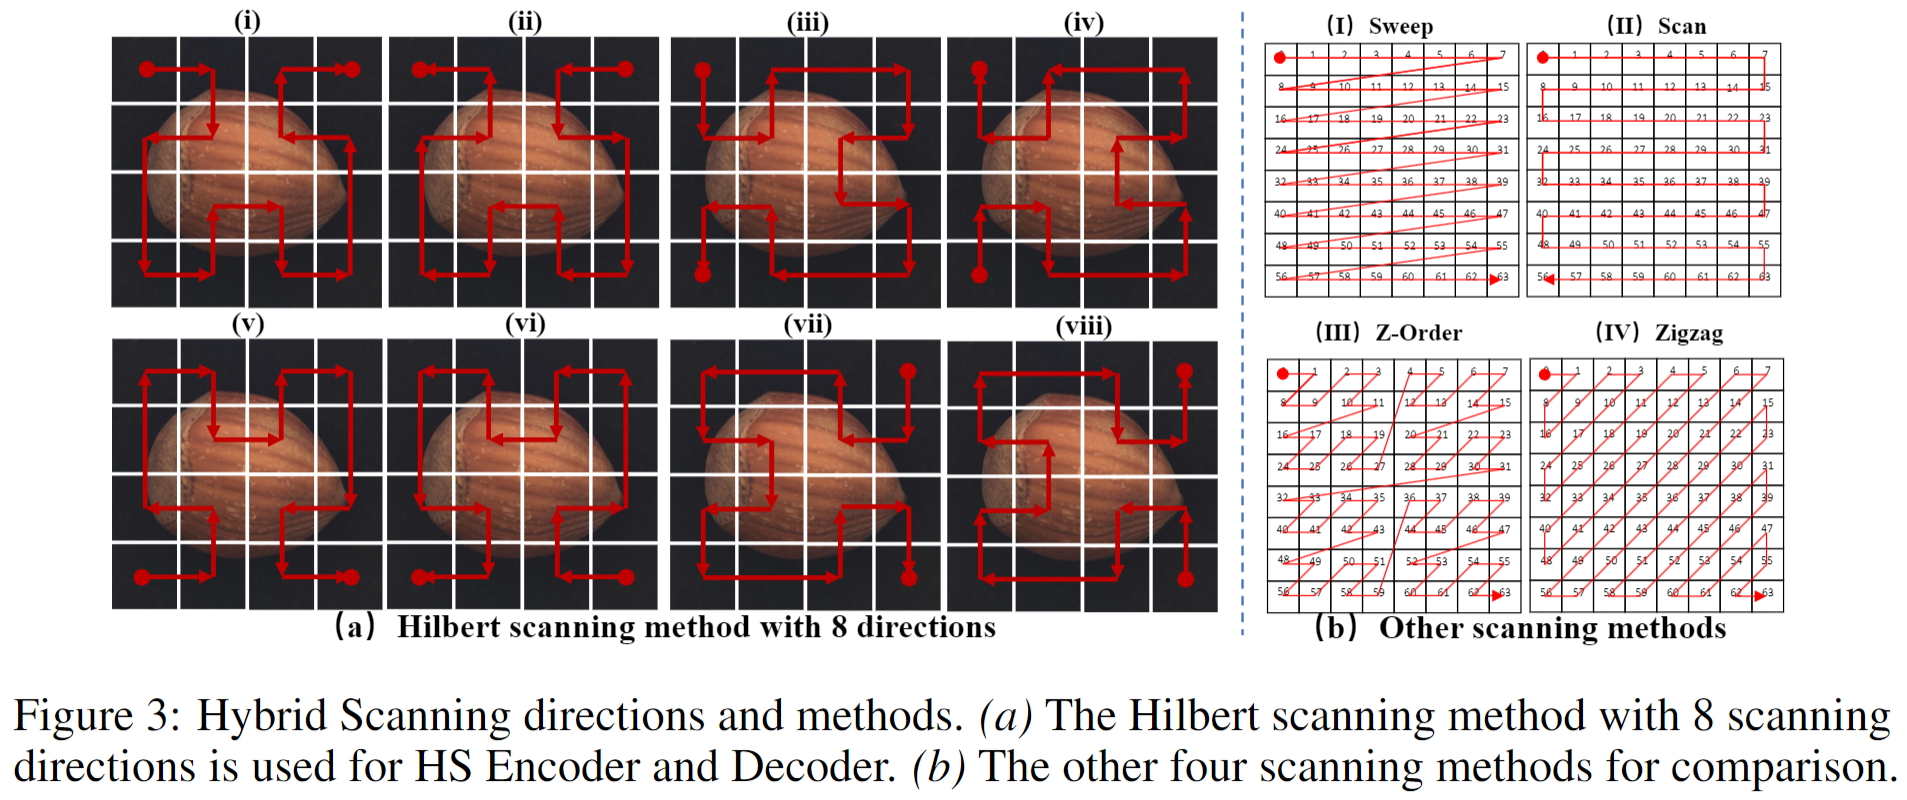 (i) (ii) (iii) (iv)
(v) (vi) (vii) (viii)
(a) Hilbert scanning method with 8 directions
(I) Sweep
0 1 2 3 4 5 6 7
8 9 10 11 12 13 14 15
16 17 18 19 20 21 22 23
24 25 26 27 28 29 30 31
32 33 34 35 36 37 38 39
40 41 42 43 44 45 46 47
48 49 50 51 52 53 54 55
56 57 58 59 60 61 62 63
(II) Scan
0 1 2 3 4 5 6 7
8 9 10 11 12 13 14 15
16 17 18 19 20 21 22 23
24 25 26 27 28 29 30 31
32 33 34 35 36 37 38 39
40 41 42 43 44 45 46 47
48 49 50 51 52 53 54 55
56 57 58 59 60 61 62 63
(III) Z-Order
1 2 3 4 5 6 7
8 9 10 11 12 13 14 15
16 17 18 19 20 21 22 23
24 25 26 27 28 29 30 31
32 33 34 35 36 37 38 39
40 41 42 43 44 45 46 47
48 49 50 51 52 53 54 55
56 57 58 59 60 61 62 63
(IV) Zigzag
0 1 2 3 4 5 6 7
8 9 10 11 12 13 14 15
16 17 18 19 20 21 22 23
24 25 26 27 28 29 30 31
32 33 34 35 36 37 38 39
40 41 42 43 44 45 46 47
48 49 50 51 52 53 54 55
56 57 58 59 60 61 62 63
(b) Other scanning methods
Figure 3: Hybrid Scanning directions and methods. (a) The Hilbert scanning method with 8 scanning
directions is used for HS Encoder and Decoder. (b) The other four scanning methods for comparison.